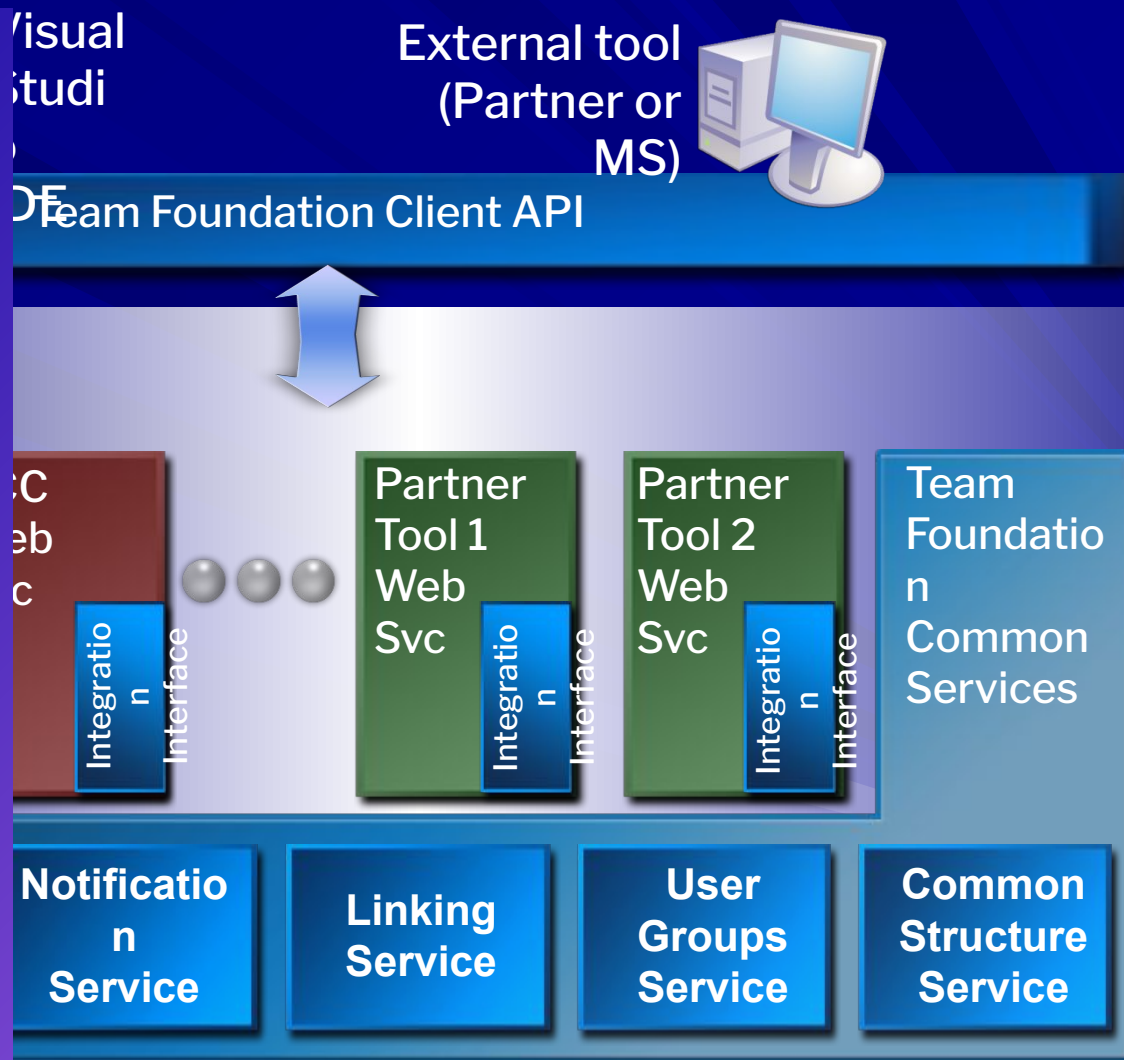 External tool
(Partner or
MS)
Team Foundation Client API
Partner
Tool 1
Web
Svc
Integratio
n
Interface
Partner
Tool 2
Web
Svc
Integratio
n
Interface
Integratio
n
Interface
Team
Foundatio
n
Common
Services
Notificatio
n
Service
Linking
Service
User
Groups
Service
Common
Structure
Service